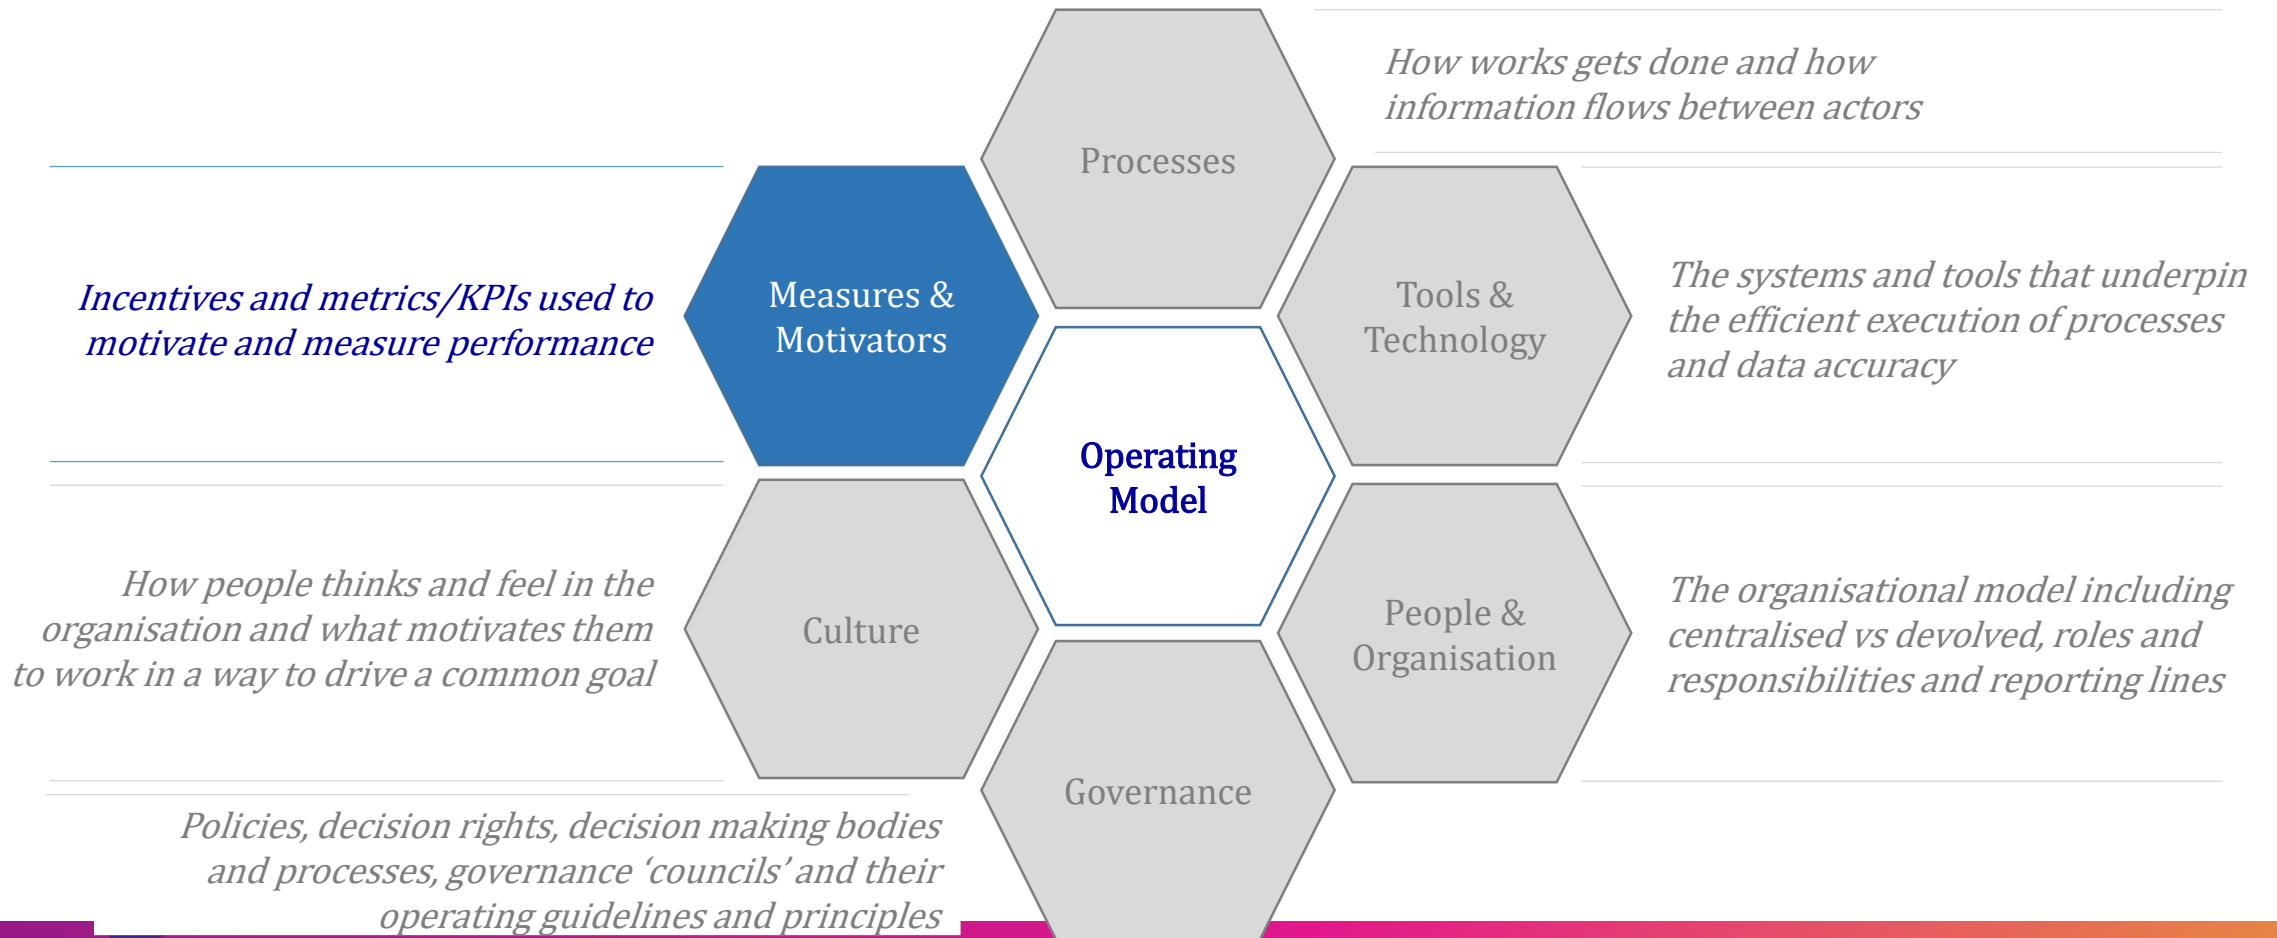 Processes
How works gets done and how
information flows between actors
Measures &
Motivators
Incentives and metrics/KPIs used to
motivate and measure performance
Tools &
Technology
The systems and tools that underpin
the efficient execution of processes
and data accuracy
Operating
Model
Culture
How people thinks and feel in the
organisation and what motivates them
to work in a way to drive a common goal
People &
Organisation
The organisational model including
centralised vs devolved, roles and
responsibilities and reporting lines
Governance
Policies, decision rights, decision making bodies
and processes, governance ‘councils’ and their
operating guidelines and principles